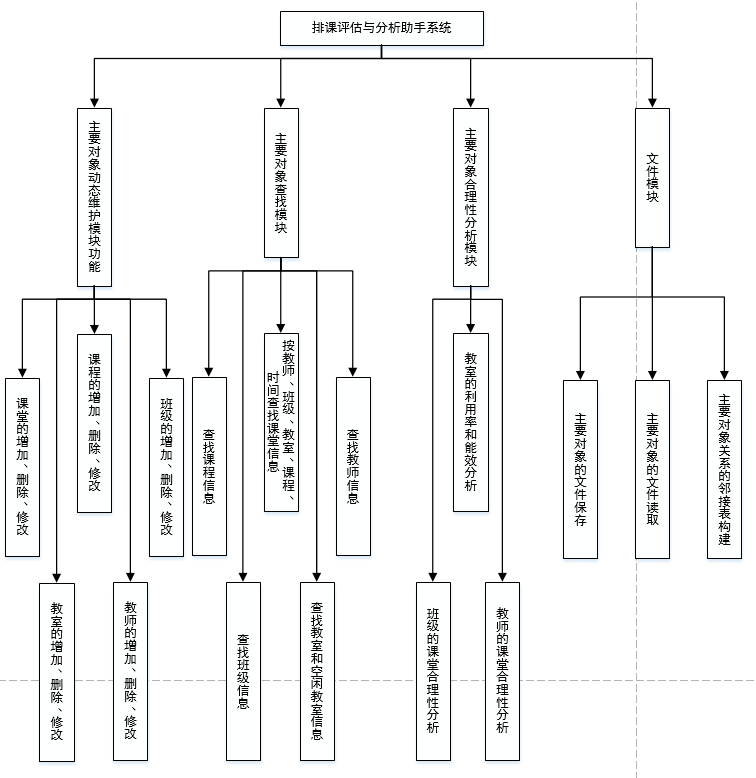 排课评估与分析助手系统
主要对象动态维护模块功能
主要对象查找模块
主要对象合理性分析模块
文件模块
课堂的增加、删除、修改
课程的增加、删除、修改
班级的增加、删除、修改
查找课程信息
按教师、班级、教室、课程、
时间查找课堂信息
查找教师信息
教室的利用率和能效分析
主要对象的文件保存
主要对象的文件读取
主要对象关系的邻接表构建
教室的增加、删除、修改
教师的增加、删除、修改
查找班级信息
查找教室和空闲教室信息
班级的课堂合理性分析
教师的课堂合理性分析